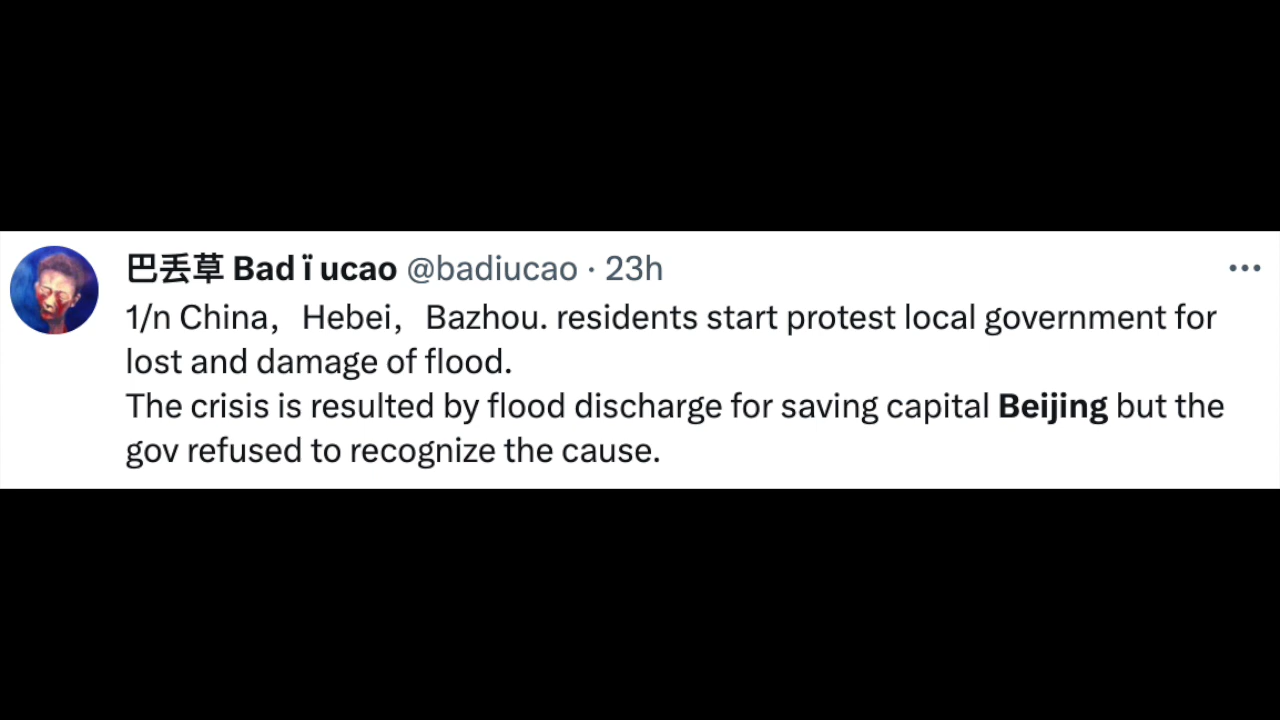 巴丢草 Bad ï ucao @badiucao · 23h
1/n China，Hebei，Bazhou. residents start protest local government for
lost and damage of flood.
The crisis is resulted by flood discharge for saving capital Beijing but the
gov refused to recognize the cause.